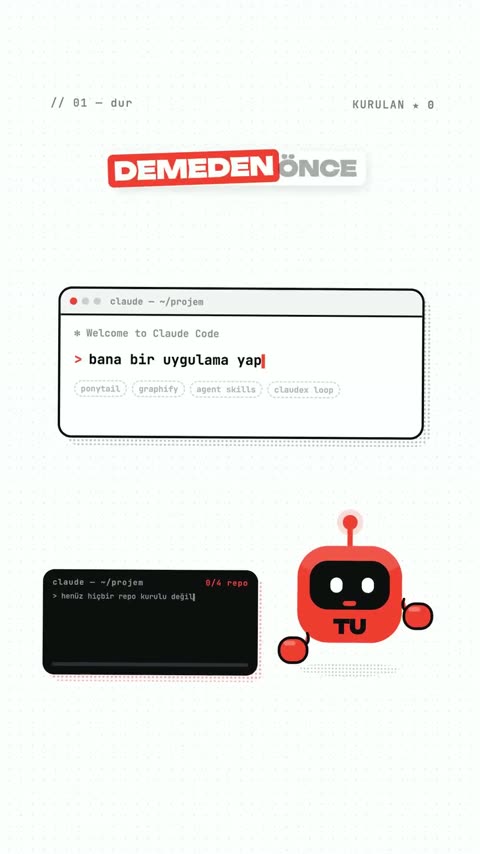 // 01 — dur
KURULAN ★ 0
DEMEDEN ÖNCE
claude — ~/projem
✻ Welcome to Claude Code
> bana bir uygulama yap
ponytail graphify agent skills claudex loop
claude — ~/projem 0/4 repo
> henüz hiçbir repo kurulu değil
TU